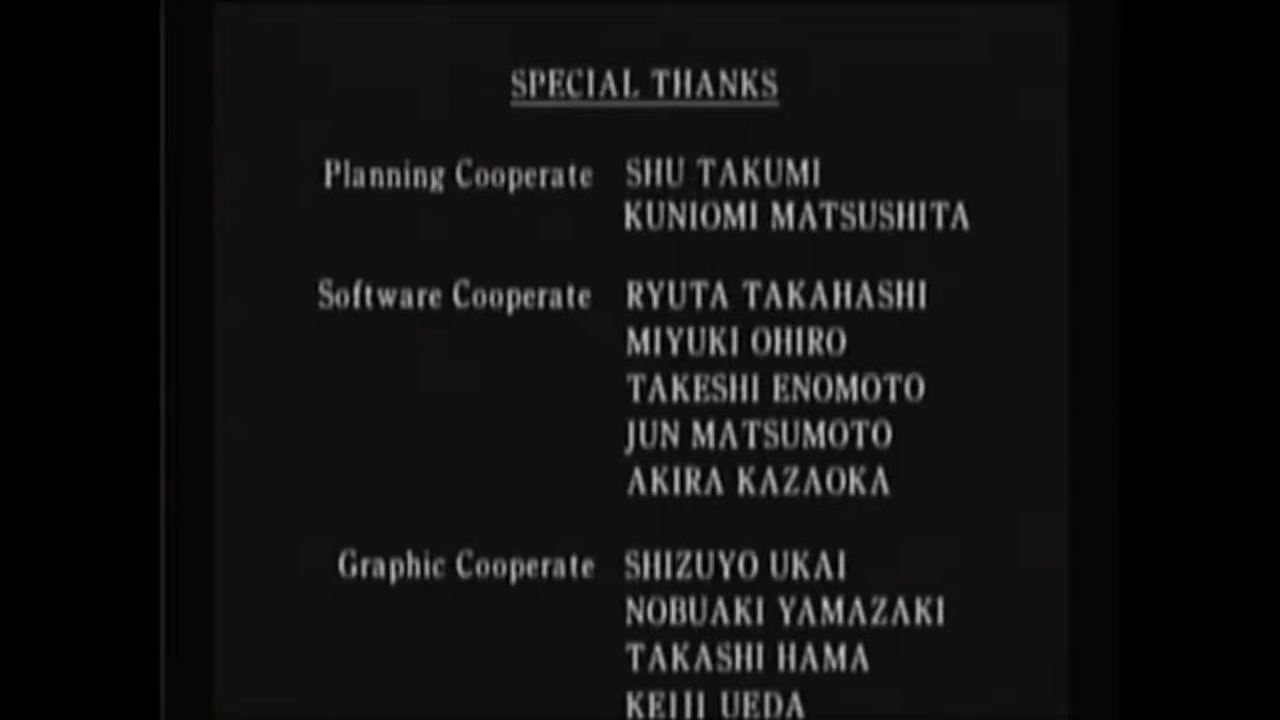 SPECIAL THANKS
Planning Cooperate SHU TAKUMI
KUNIOMI MATSUSHITA
Software Cooperate RYUTA TAKAHASHI
MIYUKI OHIRO
TAKESHI ENOMOTO
JUN MATSUMOTO
AKIRA KAZAOKA
Graphic Cooperate SHIZUYO UKAI
NOBUAKI YAMAZAKI
TAKASHI HAMA
KEIJI UEDA